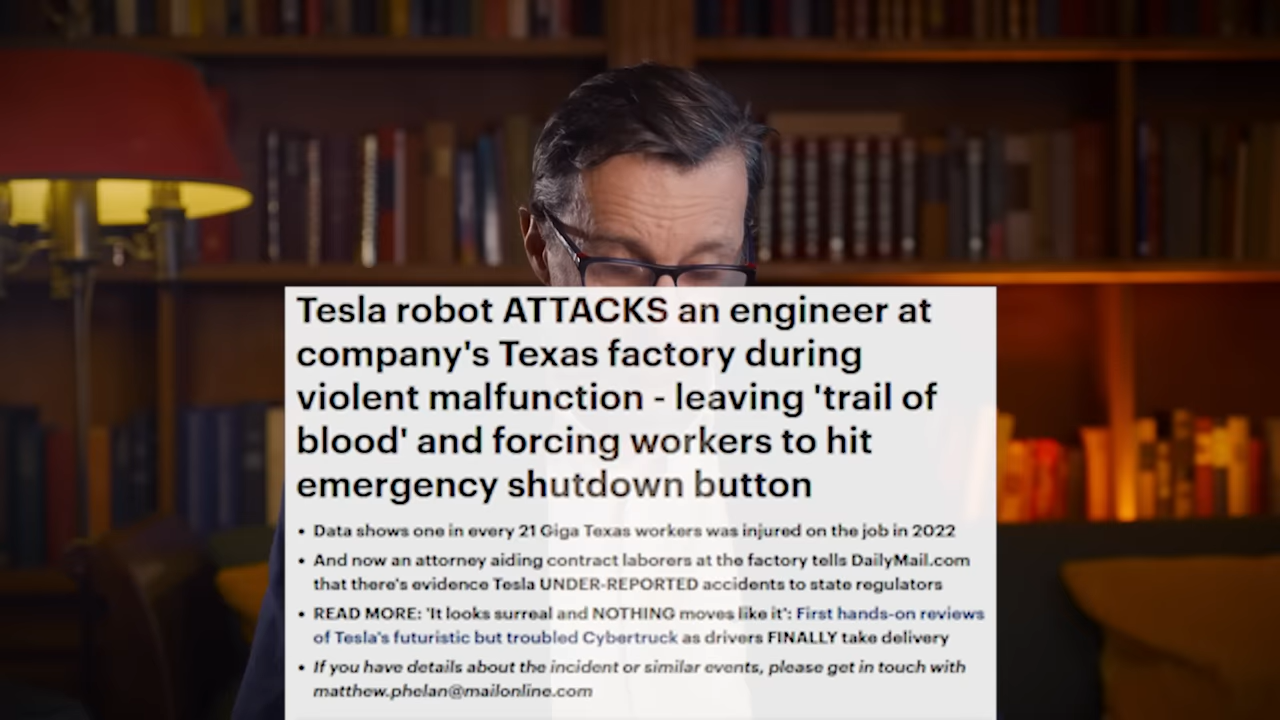 Tesla robot ATTACKS an engineer at
company's Texas factory during
violent malfunction - leaving 'trail of
blood' and forcing workers to hit
emergency shutdown button
• Data shows one in every 21 Giga Texas workers was injured on the job in 2022
• And now an attorney aiding contract laborers at the factory tells DailyMail.com
that there's evidence Tesla UNDER-REPORTED accidents to state regulators
• READ MORE: 'It looks surreal and NOTHING moves like it': First hands-on reviews
of Tesla's futuristic but troubled Cybertruck as drivers FINALLY take delivery
• If you have details about the incident or similar events, please get in touch with
matthew.phelan@mailonline.com